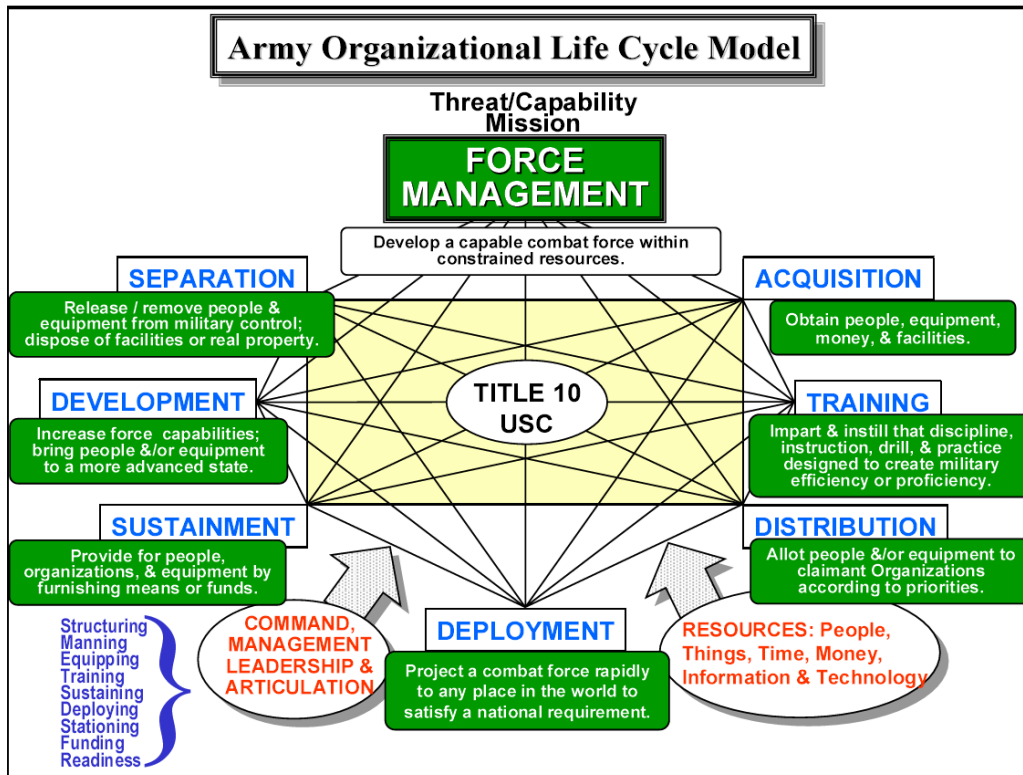 Army Organizational Life Cycle Model
Threat/Capability
Mission
FORCE
MANAGEMENT
Develop a capable combat force within
constrained resources.
SEPARATION
Release / remove people &
equipment from military control;
dispose of facilities or real property.
ACQUISITION
Obtain people, equipment,
money, & facilities.
DEVELOPMENT
Increase force capabilities;
bring people &/or equipment
to a more advanced state.
TITLE 10
USC
TRAINING
Impart & instill that discipline,
instruction, drill, & practice
designed to create military
efficiency or proficiency.
SUSTAINMENT
Provide for people,
organizations, & equipment by
furnishing means or funds.
DISTRIBUTION
Allot people &/or equipment to
claimant Organizations
according to priorities.
Structuring
Manning
Equipping
Training
Sustaining
Deploying
Stationing
Funding
Readiness
COMMAND,
MANAGEMENT
LEADERSHIP &
ARTICULATION
DEPLOYMENT
Project a combat force rapidly
to any place in the world to
satisfy a national requirement.
RESOURCES: People,
Things, Time, Money,
Information & Technology